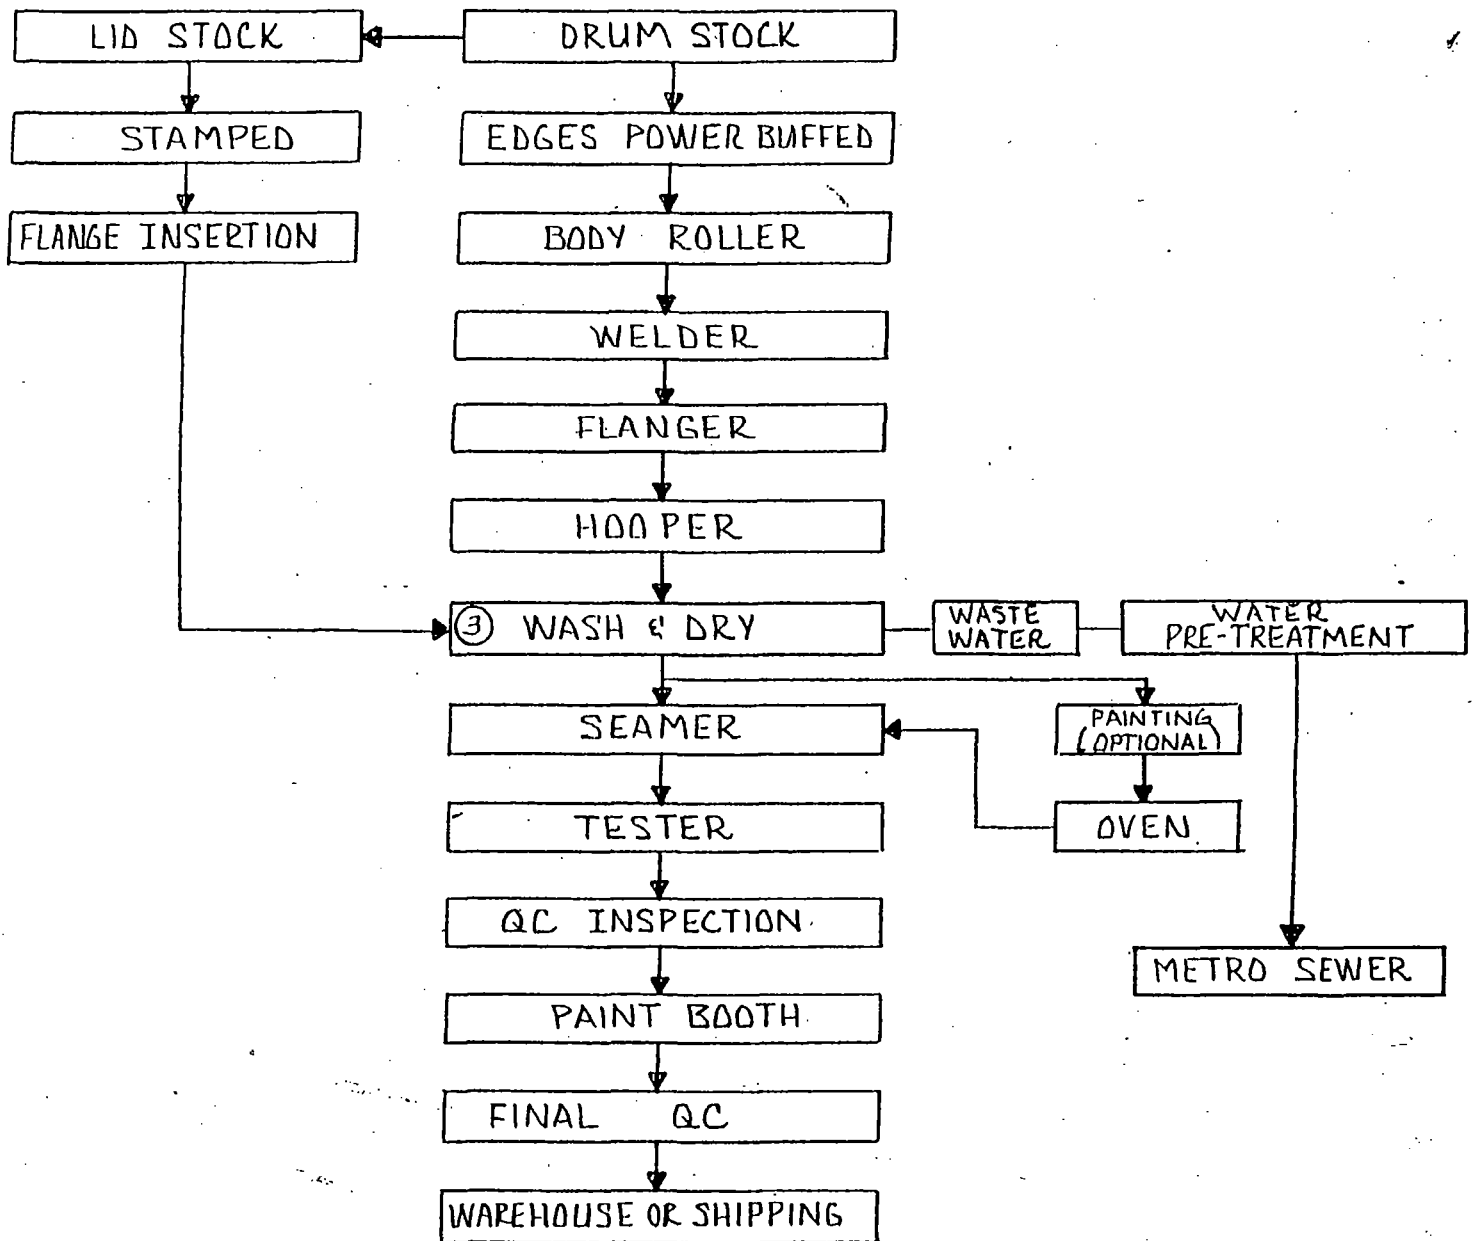 LID STOCK
DRUM STOCK
STAMPED
EDGES POWER BUFFED
FLANGE INSERTION
BODY ROLLER
WELDER
FLANGER
HOOPER
③ WASH & DRY
WASTE
WATER
WATER
PRE-TREATMENT
SEAMER
PAINTING
(OPTIONAL)
TESTER
OVEN
QC INSPECTION
METRO SEWER
PAINT BOOTH
FINAL QC
WAREHOUSE OR SHIPPING